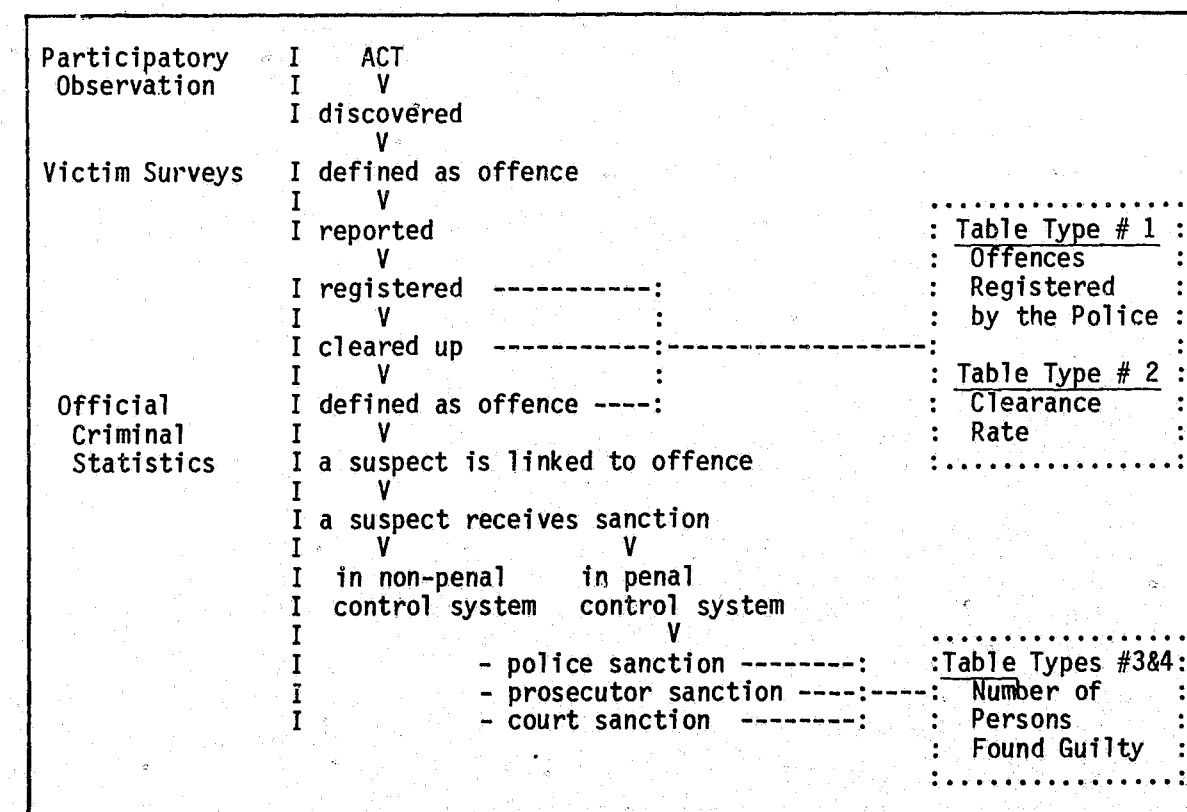 Participatory I ACT
Observation I V
I discovered
V
Victim Surveys I defined as offence
I V
I reported : Table Type # 1 :
V : Offences :
I registered -----------: : Registered :
I V : : by the Police :
I cleared up -----------:------------------: :
I V : : Table Type # 2 :
Official I defined as offence ----: : Clearance :
Criminal I V : Rate :
Statistics I a suspect is linked to offence :................:
I V
I a suspect receives sanction
I V V
I in non-penal in penal
I control system control system
I V ..................
I - police sanction --------: :Table Types #3&4:
I - prosecutor sanction ----:----: Number of :
I - court sanction --------: : Persons :
: Found Guilty :
:................: